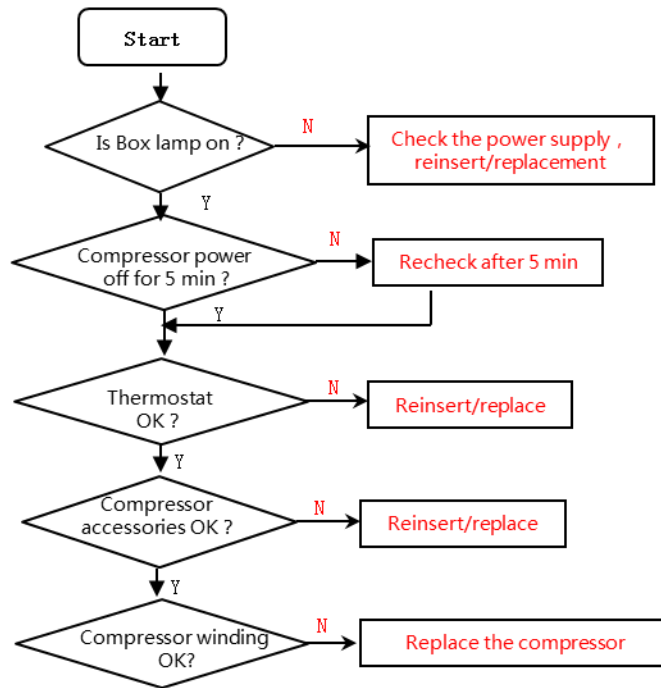 Start
Is Box lamp on ?
N
Check the power supply ,
reinsert/replacement
Y
Compressor power
off for 5 min ?
N
Recheck after 5 min
Y
Thermostat
OK ?
N
Reinsert/replace
Y
Compressor
accessories OK ?
N
Reinsert/replace
Y
Compressor winding
OK?
N
Replace the compressor